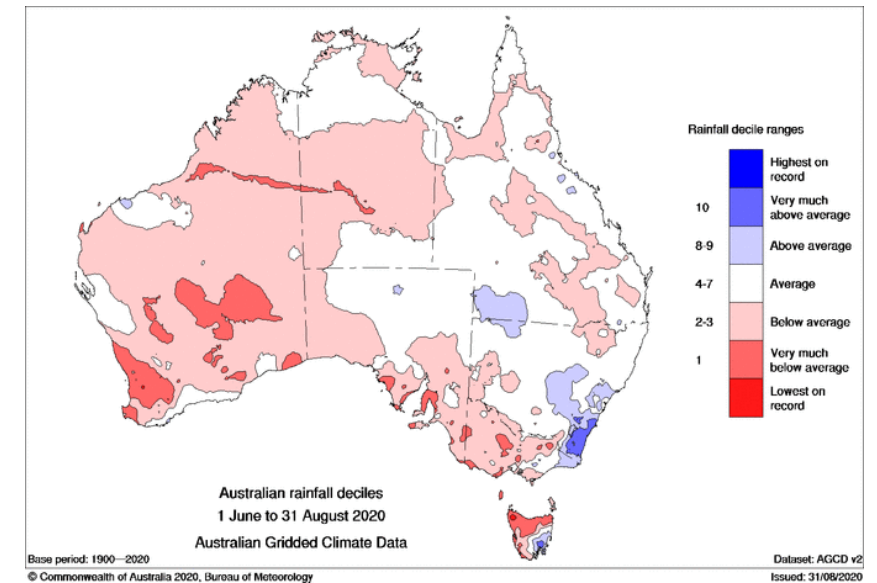 Rainfall decile ranges
Highest on
record
10
Very much
above average
8-9
Above average
4-7
Average
2-3
Below average
1
Very much
below average
Lowest on
record
Australian rainfall deciles
1 June to 31 August 2020
Australian Gridded Climate Data
Base period: 1900—2020
Dataset: AGCD v2
© Commonwealth of Australia 2020, Bureau of Meteorology
Issued: 31/08/2020